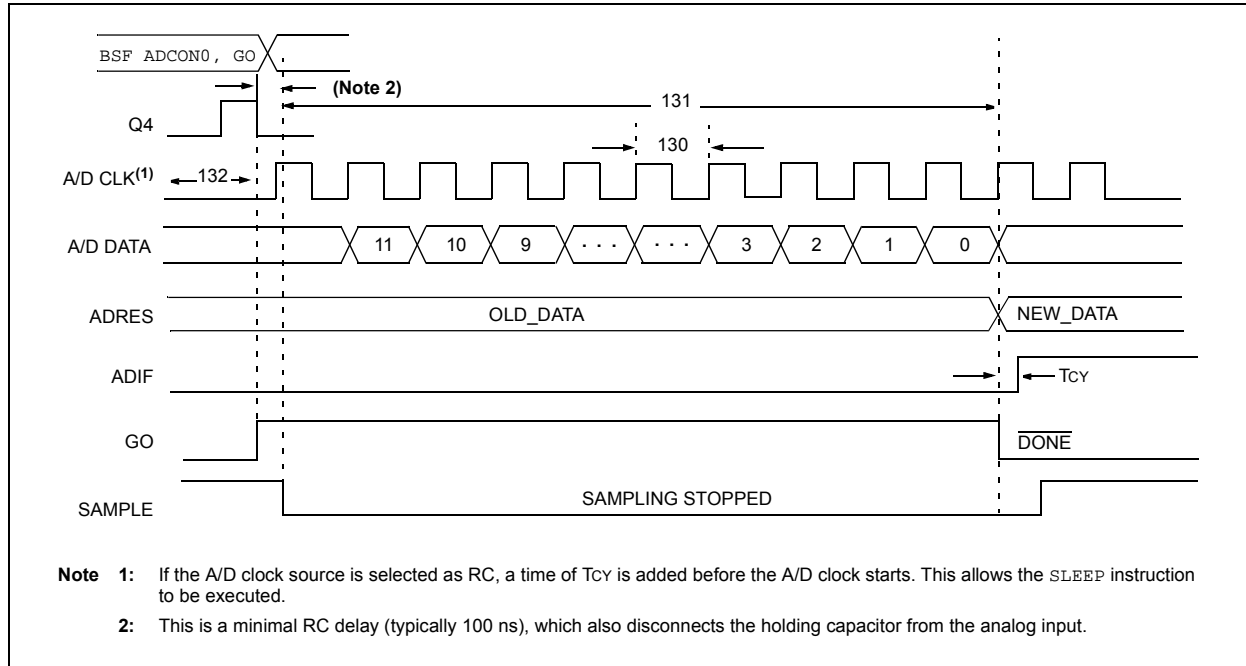 BSF ADCON0, GO
(Note 2)
131
Q4
130
A/D CLK(1)
132
A/D DATA
11 10 9 . . . . . . 3 2 1 0
ADRES
OLD_DATA
NEW_DATA
ADIF
TCY
GO
DONE
SAMPLE
SAMPLING STOPPED
Note 1: If the A/D clock source is selected as RC, a time of TCY is added before the A/D clock starts. This allows the SLEEP instruction
to be executed.
2: This is a minimal RC delay (typically 100 ns), which also disconnects the holding capacitor from the analog input.